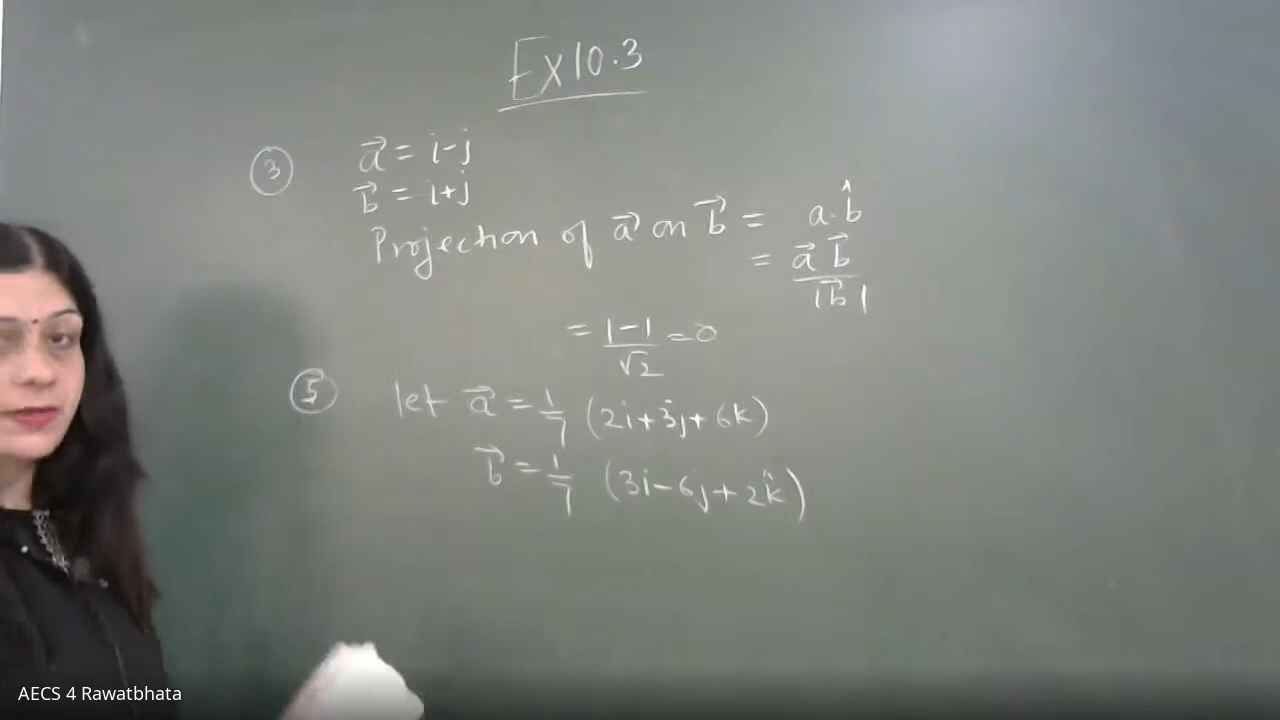 Ex10.3
③ a⃗ = i-j
b⃗ = i+j
Projection of a⃗ on b⃗ = a.b̂
= a⃗ b⃗ / |b⃗|
= 1-1/√2 = 0
⑤ let a⃗ = 1/7 (2i+3j+6k)
b⃗ = 1/7 (3i-6j+2k̂)
AECS 4 Rawatbhata